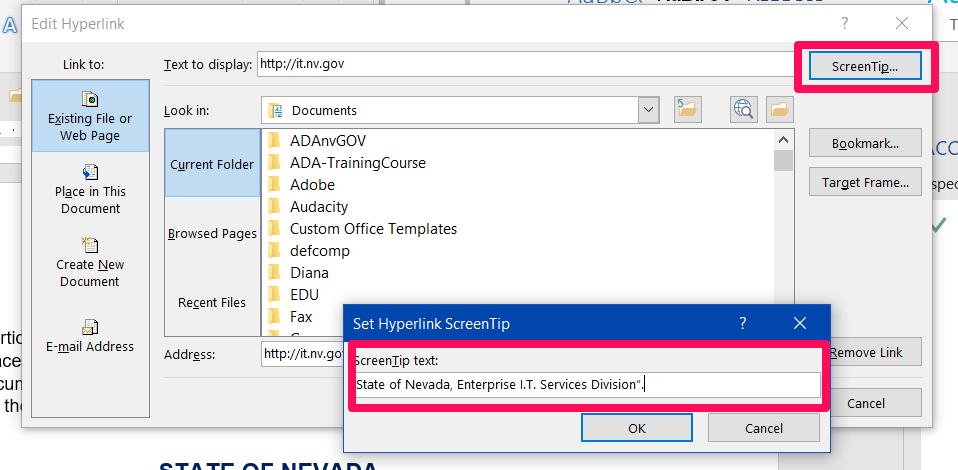 Edit Hyperlink
?
Link to:
Text to display: http://it.nv.gov
ScreenTip...
Existing File or
Web Page
Place in This
Document
Create New
Document
E-mail Address
Look in: Documents
Current Folder
Browsed Pages
Recent Files
ADAnvGOV
ADA-TrainingCourse
Adobe
Audacity
Custom Office Templates
defcomp
Diana
EDU
Fax
Bookmark...
Target Frame...
Address: http://it.nv.gov
Remove Link
Cancel
Set Hyperlink ScreenTip
?
ScreenTip text:
State of Nevada, Enterprise I.T. Services Division".
OK
Cancel
STATE OF NEVADA